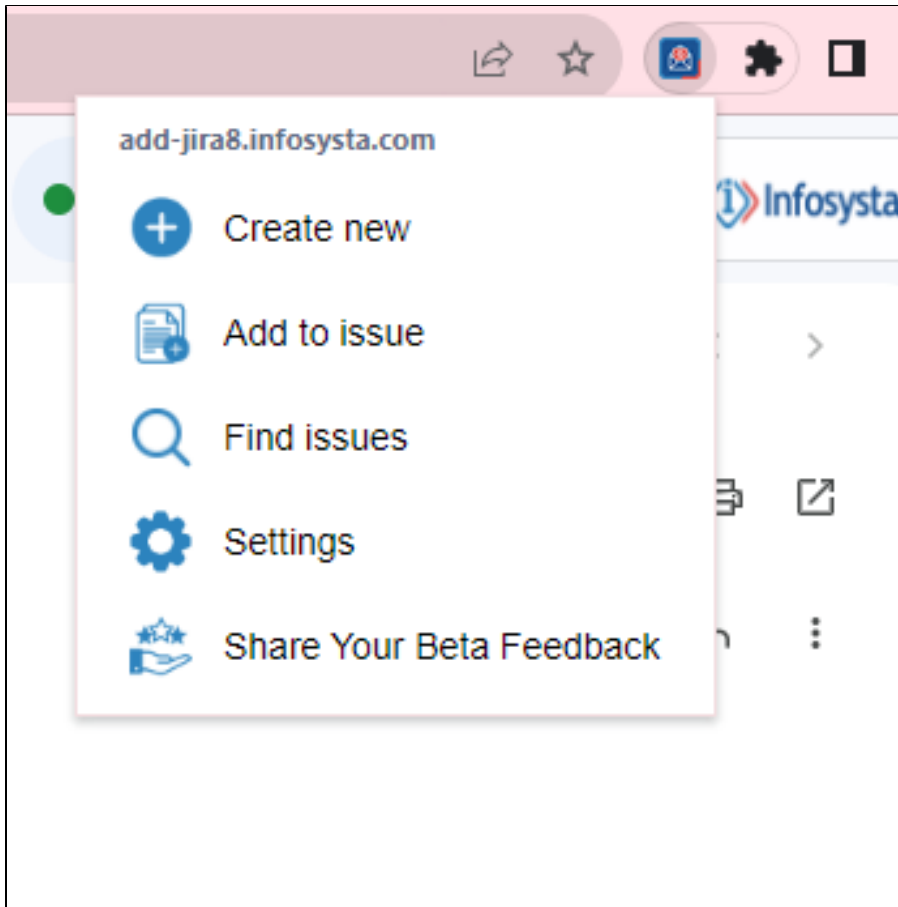 add-jira8.infosysta.com
Create new
Infosysta
Add to issue
Find issues
Settings
Share Your Beta Feedback